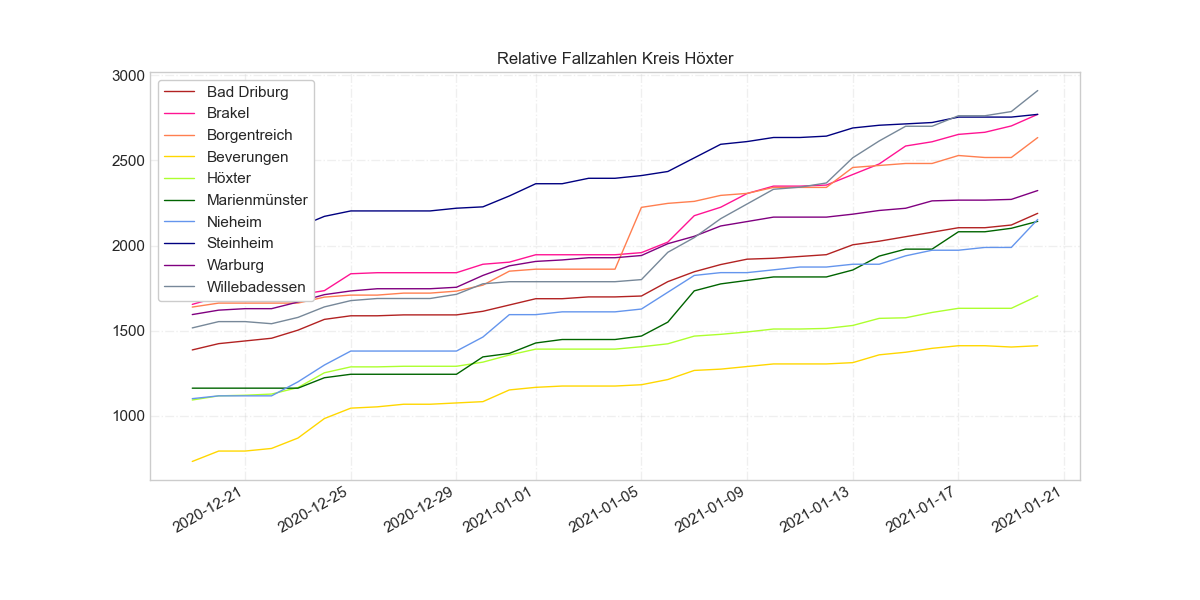 Relative Fallzahlen Kreis Höxter
3000
2500
2000
1500
1000
Bad Driburg
Brakel
Borgentreich
Beverungen
Höxter
Marienmünster
Nieheim
Steinheim
Warburg
Willebadessen
2020-12-21
2020-12-25
2020-12-29
2021-01-01
2021-01-05
2021-01-09
2021-01-13
2021-01-17
2021-01-21